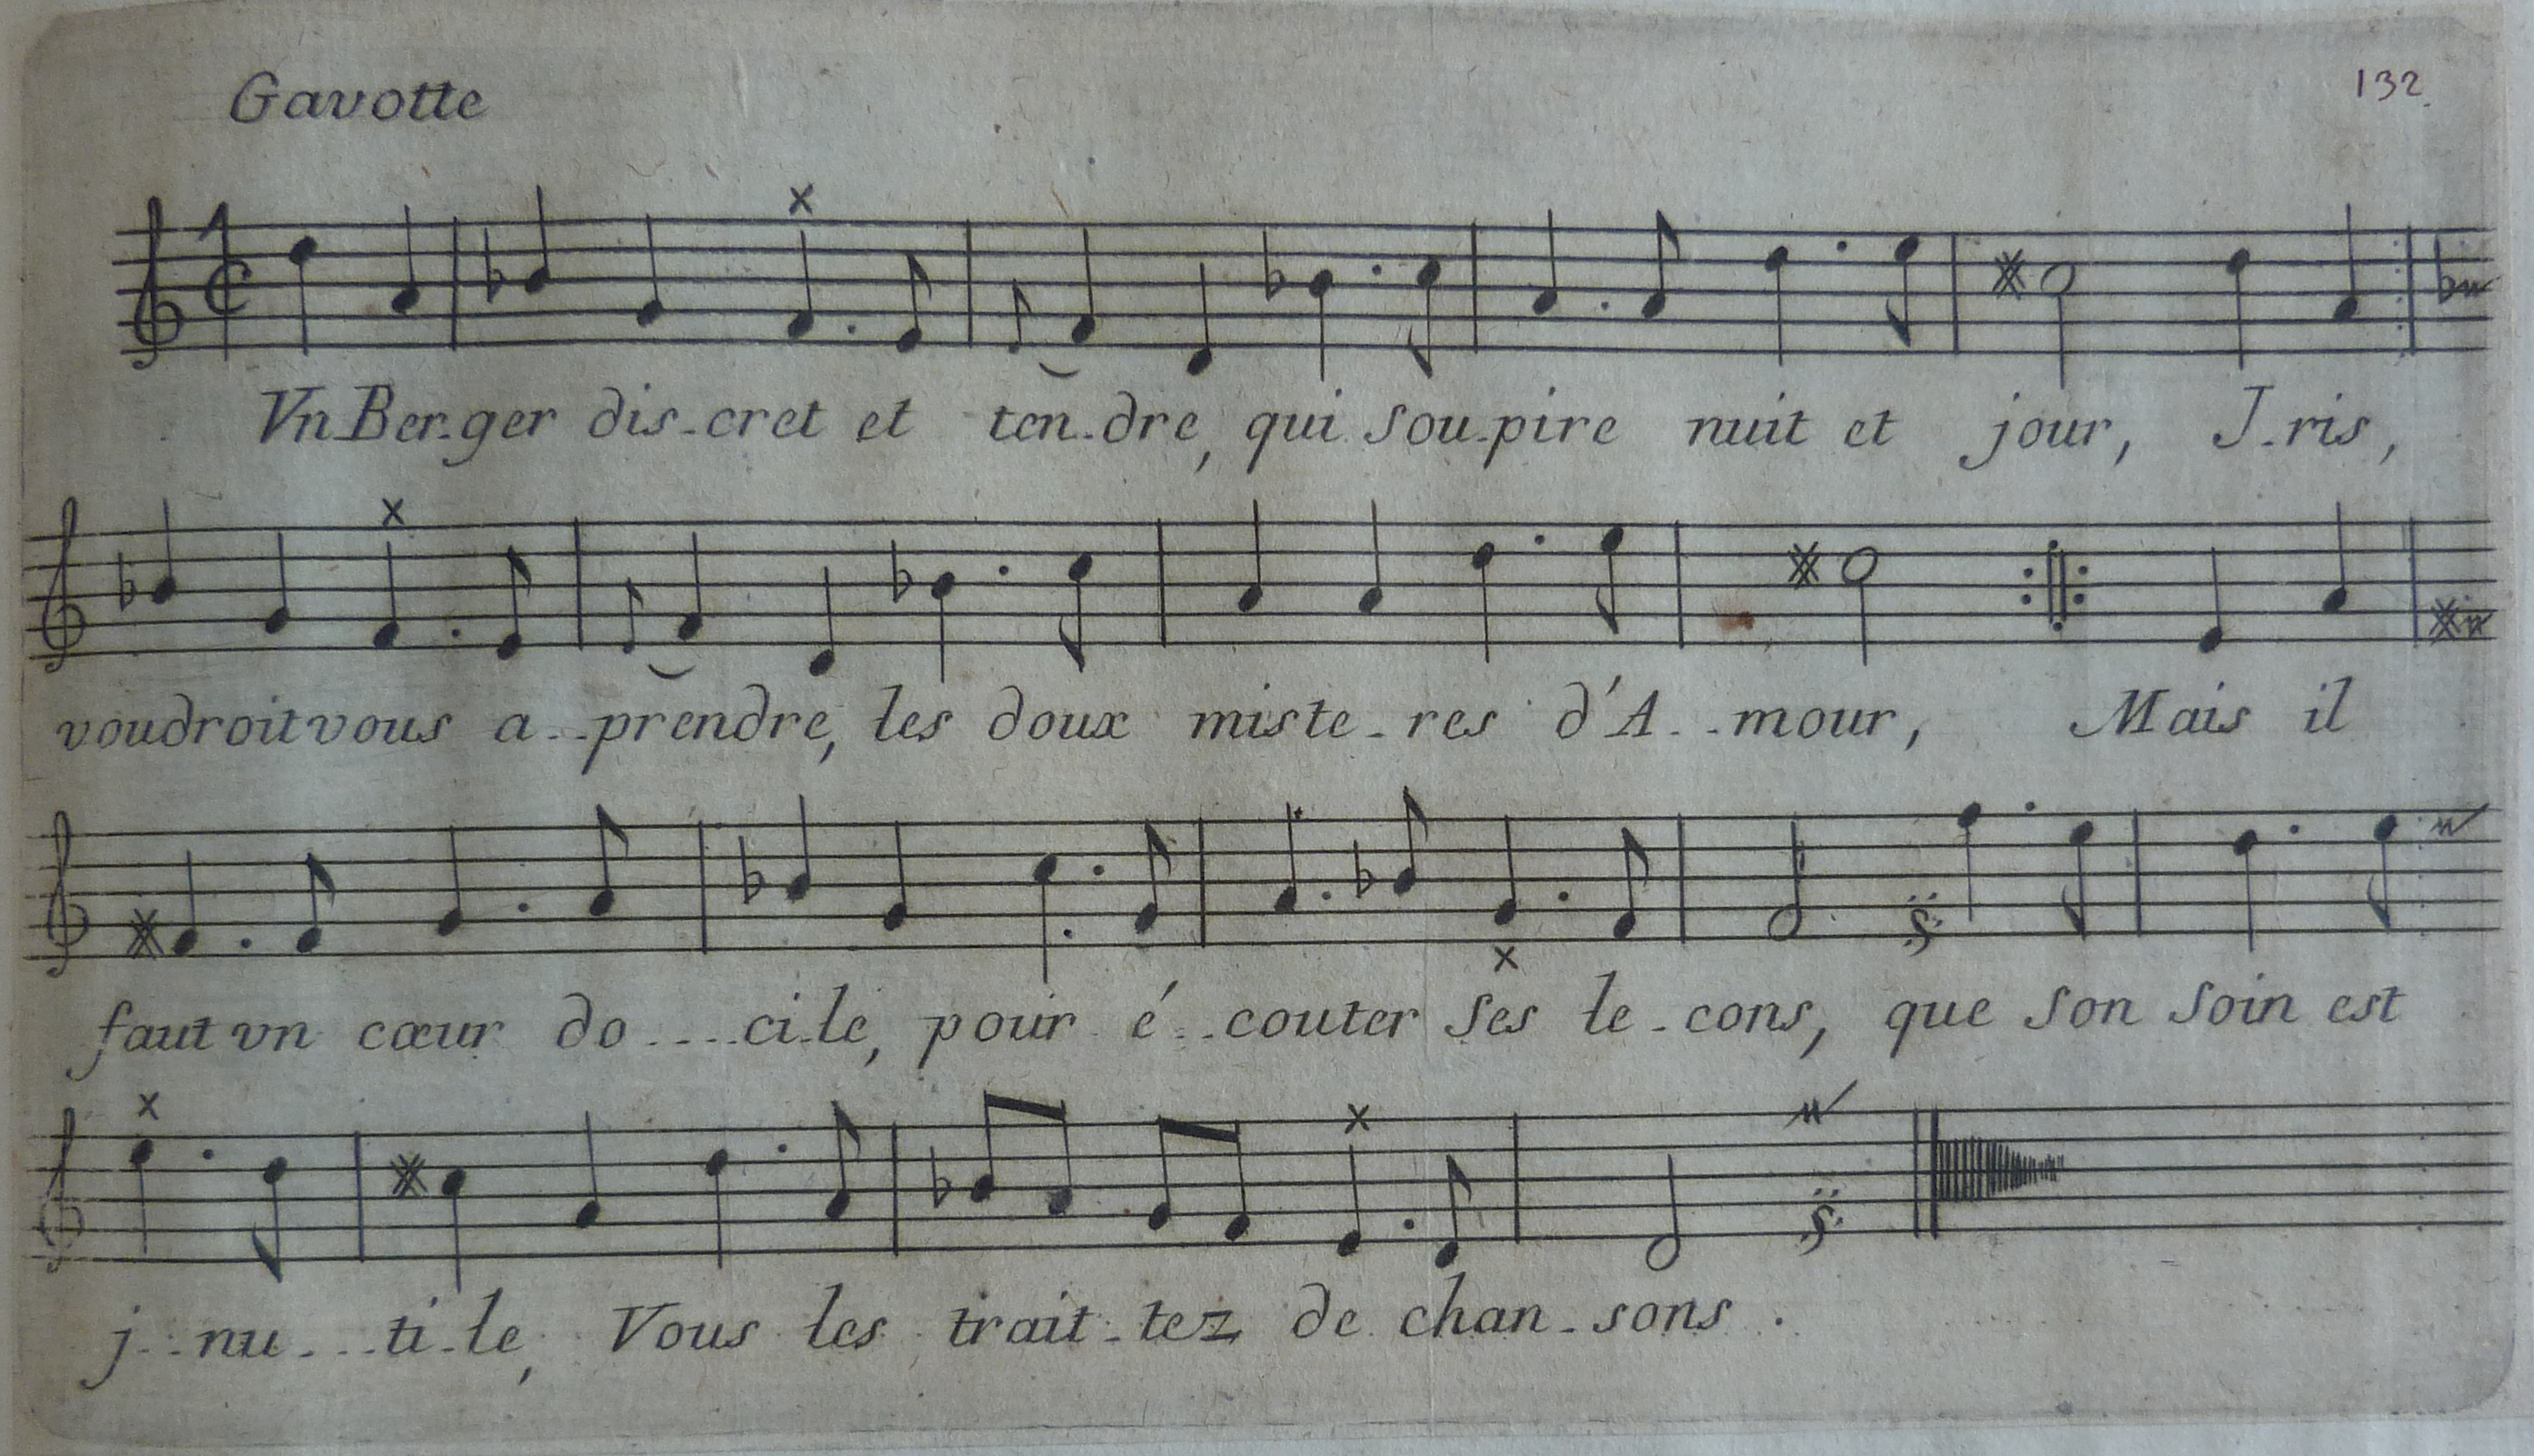 Gavotte
132
Vn Ber-ger dis-cret et ten-dre, qui sou-pire nuit et jour, J-ris,
voudroit vous a-prendre, les doux miste-res d'A-mour, Mais il
faut vn cœur do-ci-le, pour é-couter ses le-cons, que son soin est
j-nu-ti-le, Vous les trait-tez de chan-sons.